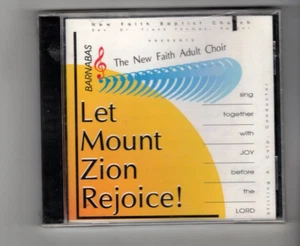 New Faith Baptist Church
PRESENTS
BARNABAS
The New Faith Adult Choir
Let
Mount
Zion
Rejoice!
sing
together
with
JOY
before
the
LORD